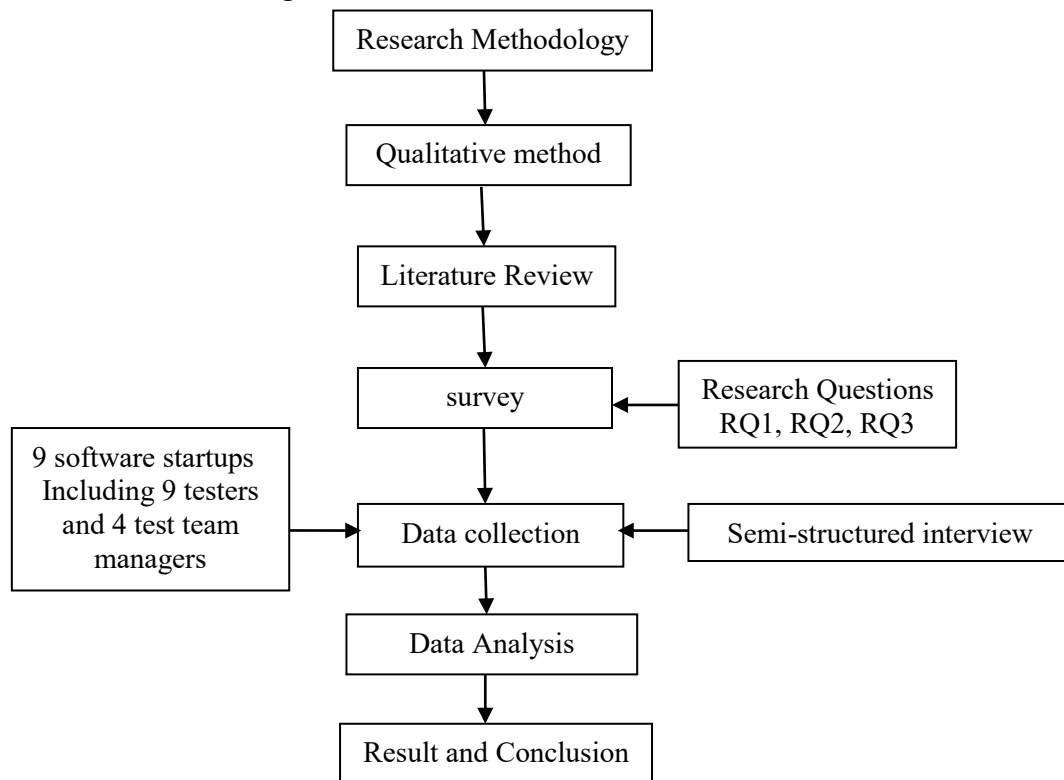 Research Methodology
Qualitative method
Literature Review
survey
Research Questions
RQ1, RQ2, RQ3
9 software startups
Including 9 testers
and 4 test team
managers
Data collection
Semi-structured interview
Data Analysis
Result and Conclusion